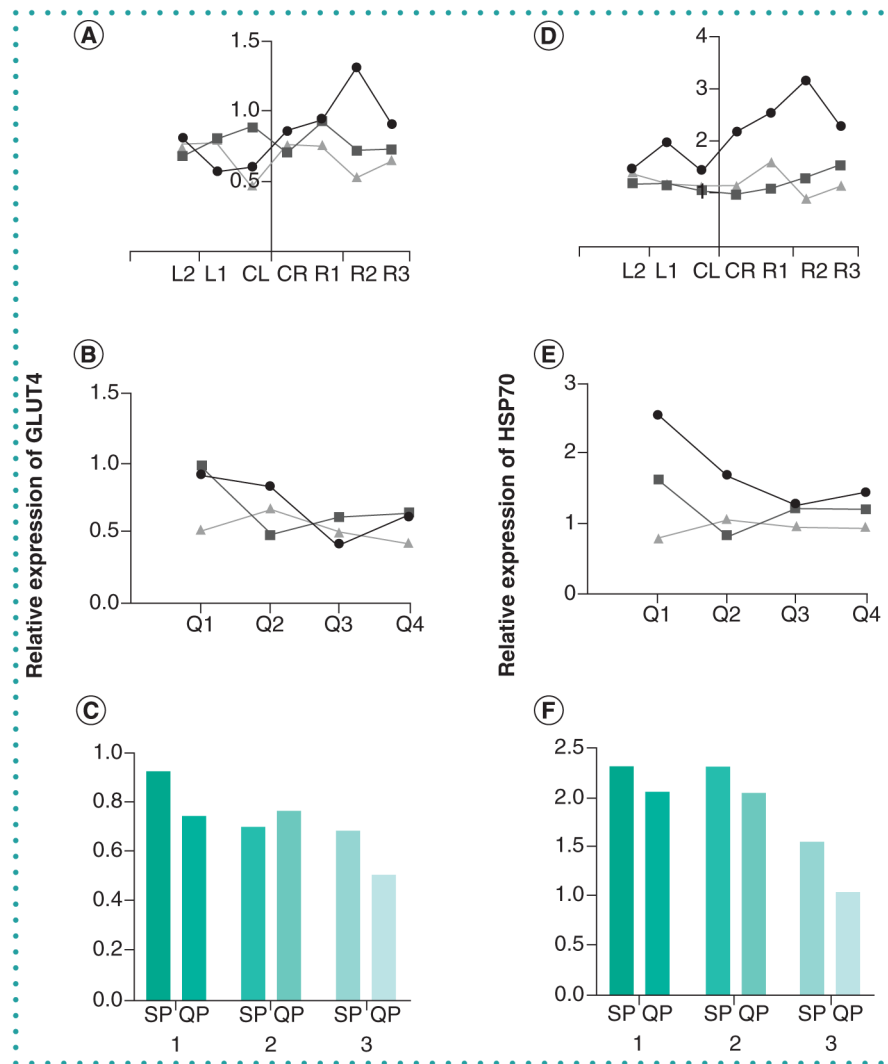 A
1.5
1.0
0.5
L2 L1 CL CR R1 R2 R3
D
4
3
2
1
L2 L1 CL CR R1 R2 R3
Relative expression of GLUT4
B
1.5
1.0
0.5
0.0
Q1 Q2 Q3 Q4
Relative expression of HSP70
E
3
2
1
0
Q1 Q2 Q3 Q4
C
1.0
0.8
0.6
0.4
0.2
0.0
SP QP SP QP SP QP
1 2 3
F
2.5
2.0
1.5
1.0
0.5
0.0
SP QP SP QP SP QP
1 2 3